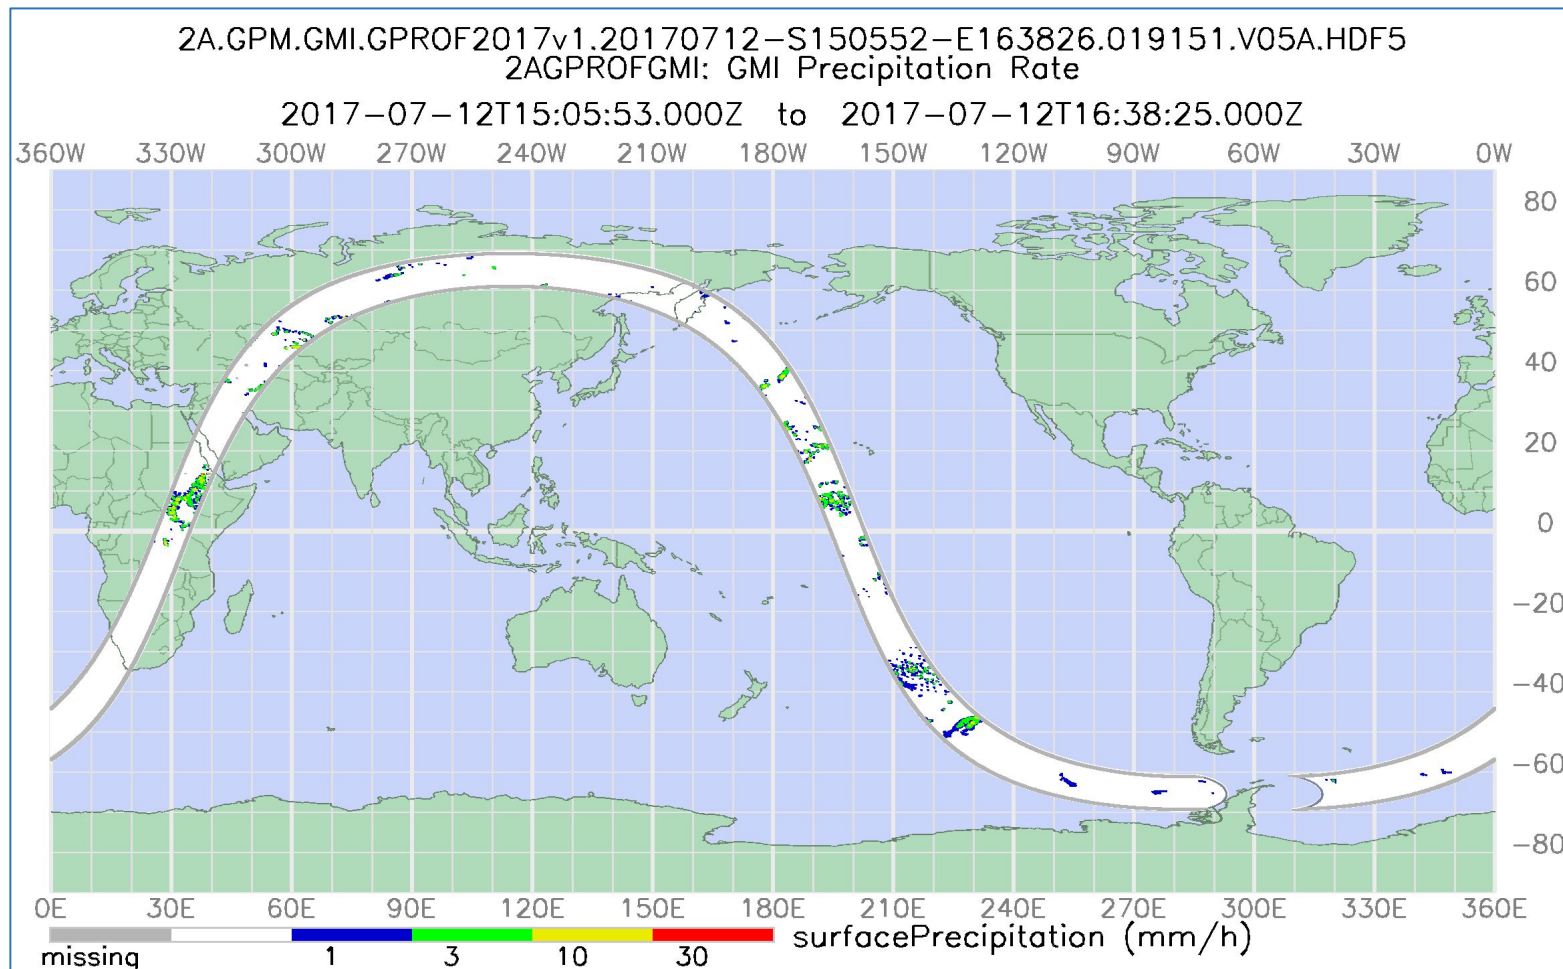 2A.GPM.GMI.GPROF2017v1.20170712-S150552-E163826.019151.V05A.HDF5
2AGPROFGMI: GMI Precipitation Rate
2017-07-12T15:05:53.000Z to 2017-07-12T16:38:25.000Z
360W 330W 300W 270W 240W 210W 180W 150W 120W 90W 60W 30W 0W
80
60
40
20
0
-20
-40
-60
-80
0E 30E 60E 90E 120E 150E 180E 210E 240E 270E 300E 330E 360E
surfacePrecipitation (mm/h)
missing 1 3 10 30